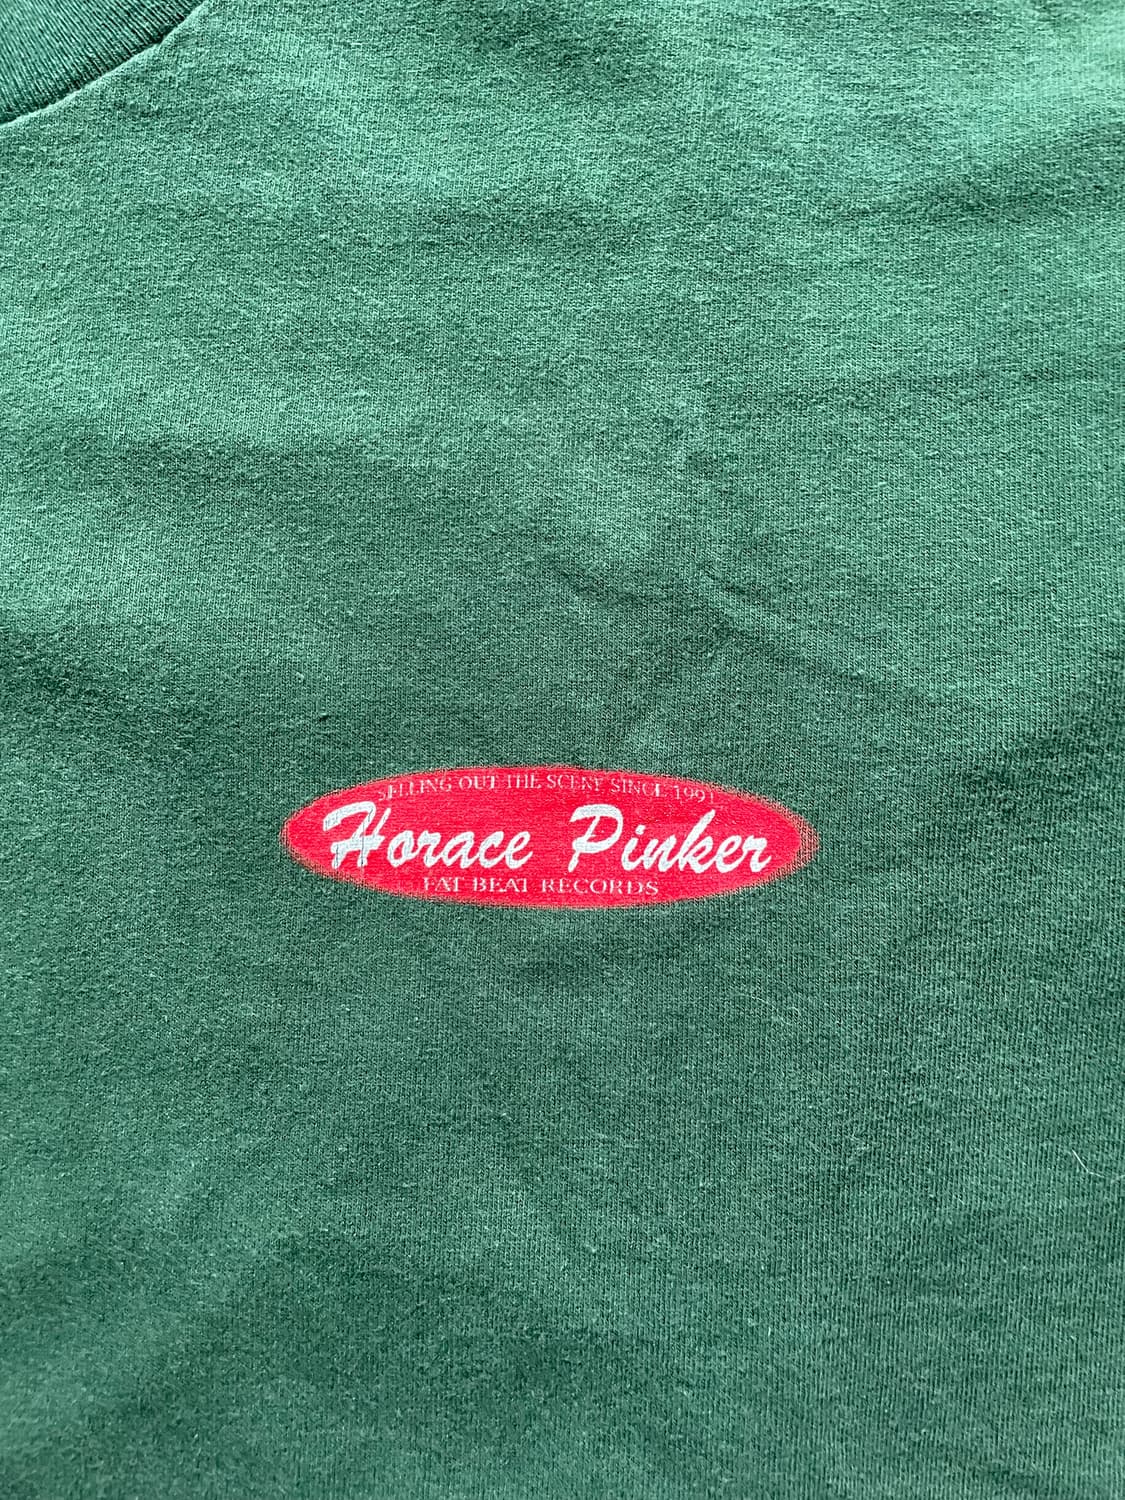 SELLING OUT THE SCENE SINCE 1991
Horace Pinker
FAT BEAT RECORDS